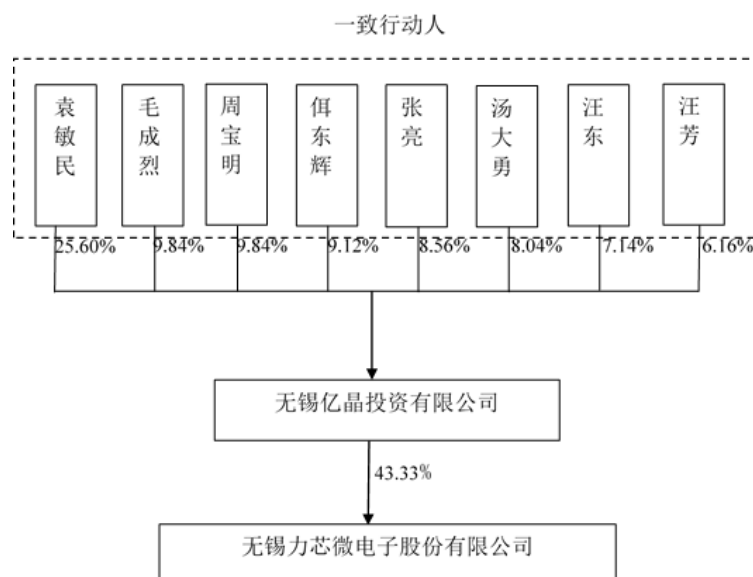 一致行动人
袁敏民
毛成烈
周宝明
佴东辉
张亮
汤大勇
汪东
汪芳
25.60%
9.84%
9.84%
9.12%
8.56%
8.04%
7.14%
6.16%
无锡亿晶投资有限公司
43.33%
无锡力芯微电子股份有限公司